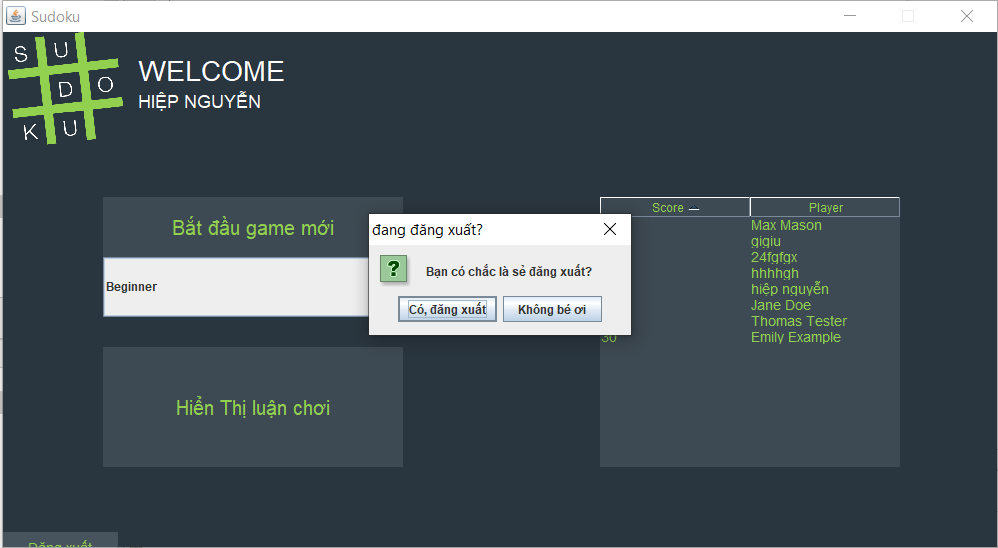 Sudoku
S U
D O
K U
WELCOME
HIỆP NGUYỄN
Bắt đầu game mới
Beginner
Hiển Thị luận chơi
Đăng xuất
đang đăng xuất?
Bạn có chắc là sẻ đăng xuất?
Có, đăng xuất
Không bé ơi
Score Player
Max Mason
gigiu
24fgfgx
hhhhgh
hiệp nguyễn
Jane Doe
Thomas Tester
30 Emily Example